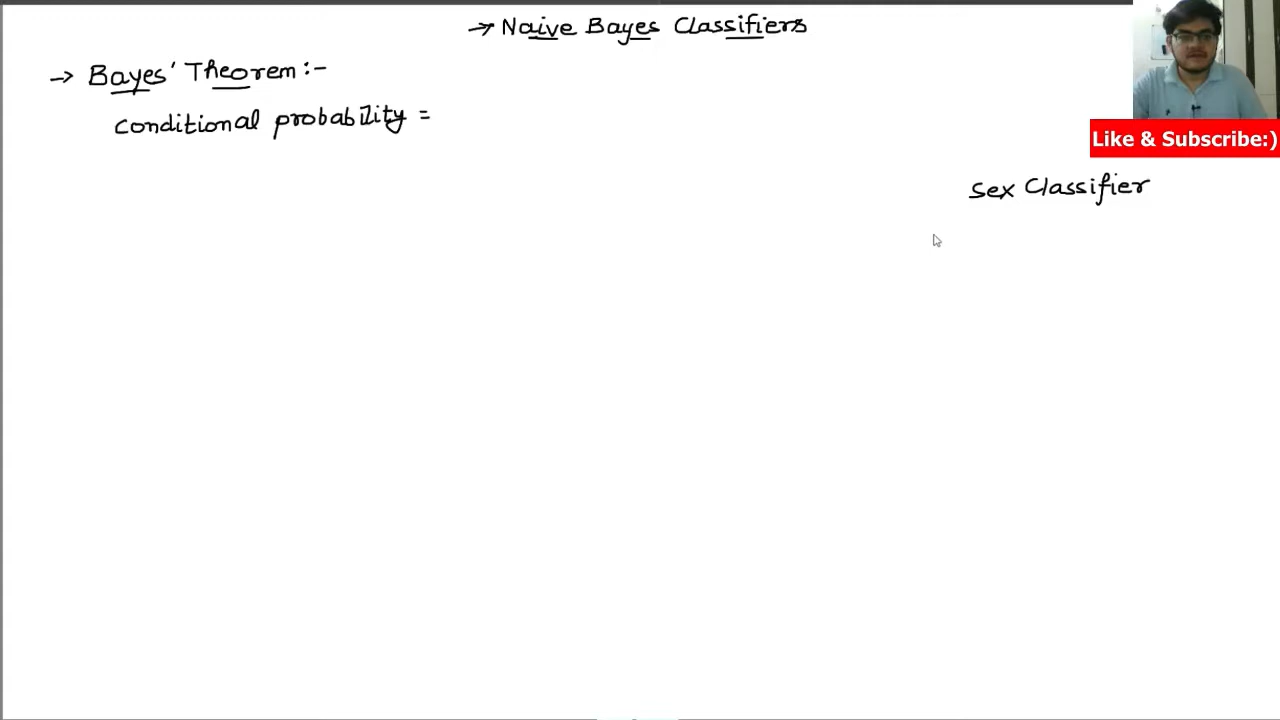 → Naive Bayes Classifiers
→ Bayes' Theorem :-
conditional probability =
Like & Subscribe:)
Sex Classifier